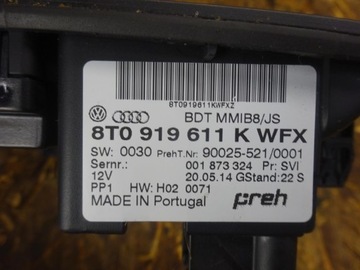 8T0919611KWFXZ
BDT MMIB8/JS
8T0 919 611 K WFX
SW: 0030 PrehT.Nr: 90025-521/0001
Sernr.: 001 873 324 Pr: SVI
12V 20.05.14 GStand: 22 S
PP1 HW: H02 0071
MADE IN Portugal preh